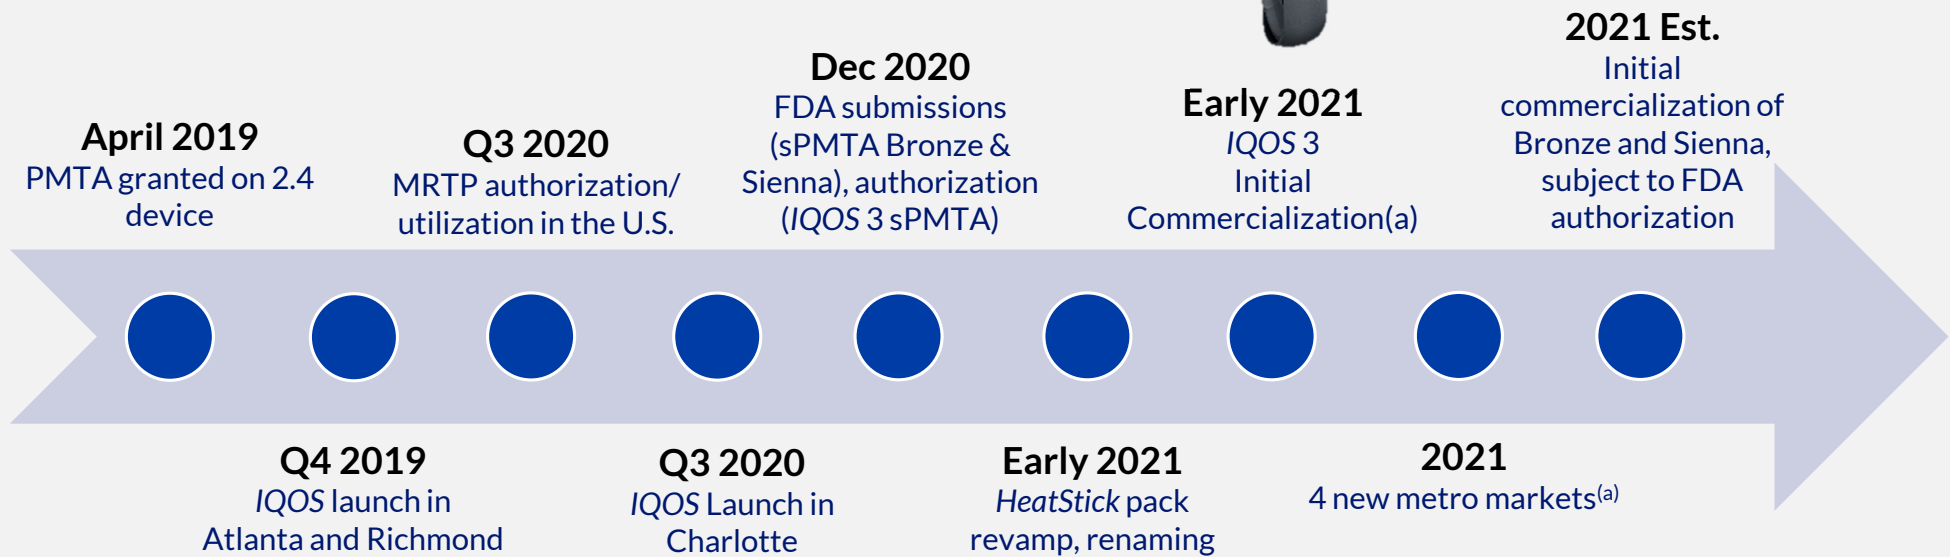 April 2019
PMTA granted on 2.4
device
Q4 2019
IQOS launch in
Atlanta and Richmond
Q3 2020
MRTP authorization/
utilization in the U.S.
Q3 2020
IQOS Launch in
Charlotte
Dec 2020
FDA submissions
(sPMTA Bronze &
Sienna), authorization
(IQOS 3 sPMTA)
Early 2021
HeatStick pack
revamp, renaming
Early 2021
IQOS 3
Initial
Commercialization(a)
2021
4 new metro markets(a)
2021 Est.
Initial
commercialization of
Bronze and Sienna,
subject to FDA
authorization